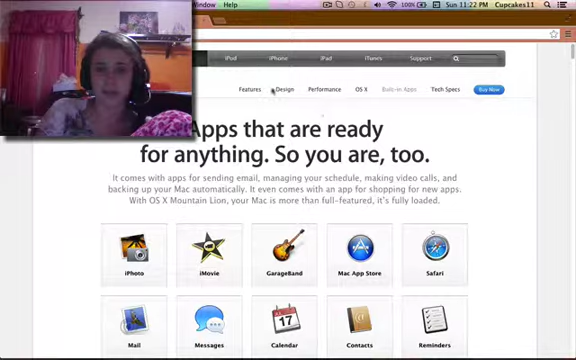 Window Help
100% Sun 11:22 PM Cupcakes11
iPod iPhone iPad iTunes Support
Features Design Performance OS X Built-in Apps Tech Specs Buy Now
Apps that are ready
for anything. So you are, too.
It comes with apps for sending email, managing your schedule, making video calls, and
backing up your Mac automatically. It even comes with an app for shopping for new apps.
With OS X Mountain Lion, your Mac is more than full-featured, it's fully loaded.
iPhoto iMovie GarageBand Mac App Store Safari
Mail Messages Calendar Contacts Reminders
17